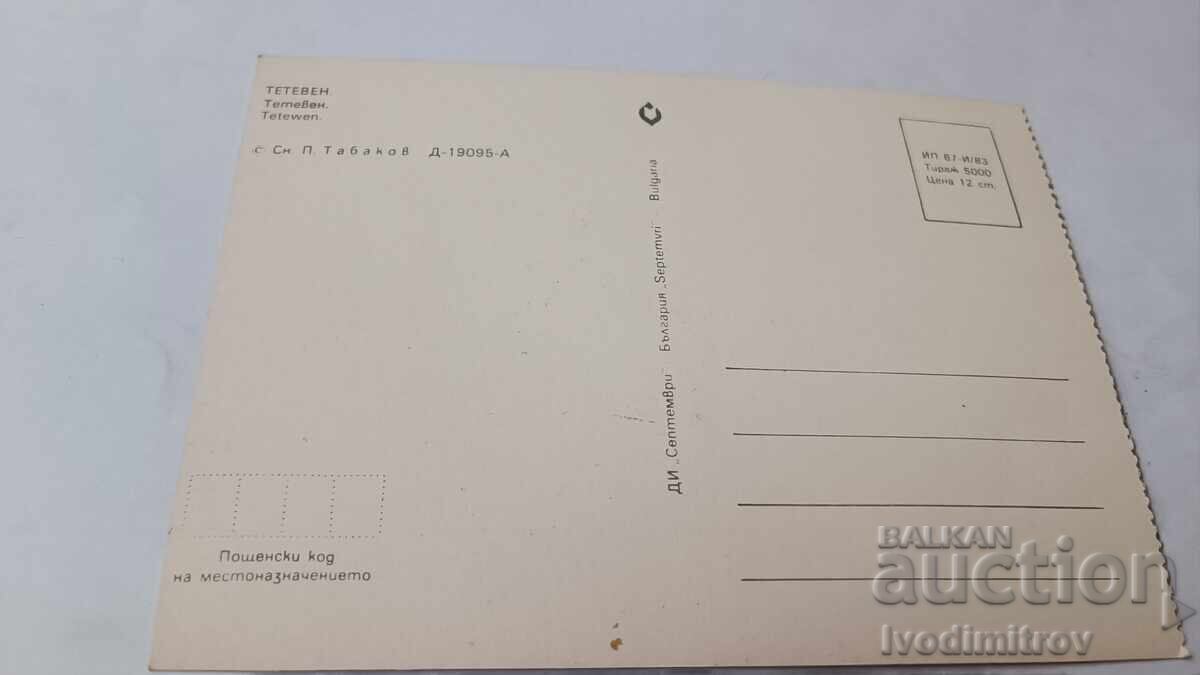 ТЕТЕВЕН.
Тетевен.
Tetewen.
с Сн П. Табаков Д-19095-А
ДИ „Септември" България „Septemvri" Bulgaria
ИП 67-И/83
Тираж 5000
Цена 12 ст.
Пощенски код
на местоназначението
BALKAN
auction
Ivodimitrov